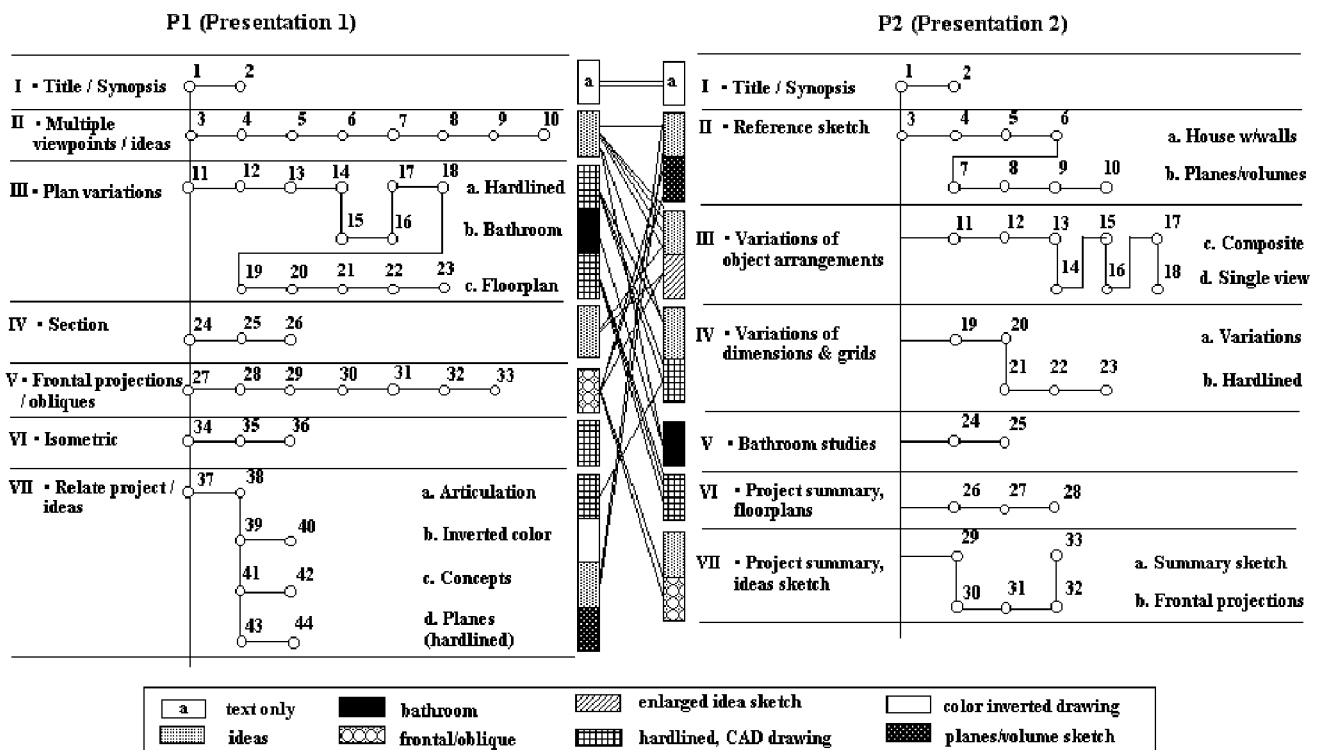 P1 (Presentation 1)
1 2
I ▪ Title / Synopsis
3 4 5 6 7 8 9 10
II ▪ Multiple
viewpoints / ideas
11 12 13 14 17 18
III ▪ Plan variations
a. Hardlined
15 16
b. Bathroom
19 20 21 22 23
c. Floorplan
24 25 26
IV ▪ Section
27 28 29 30 31 32 33
V ▪ Frontal projections
/ obliques
34 35 36
VI ▪ Isometric
37 38
VII ▪ Relate project /
ideas
a. Articulation
39 40
b. Inverted color
41 42
c. Concepts
43 44
d. Planes
(hardlined)
a a
P2 (Presentation 2)
1 2
I ▪ Title / Synopsis
3 4 5 6
II ▪ Reference sketch
a. House w/walls
7 8 9 10
b. Planes/volumes
11 12 13 15 17
III ▪ Variations of
object arrangements
c. Composite
14 16 18
d. Single view
19 20
IV ▪ Variations of
dimensions & grids
a. Variations
21 22 23
b. Hardlined
24 25
V ▪ Bathroom studies
26 27 28
VI ▪ Project summary,
floorplans
29 33
VII ▪ Project summary,
ideas sketch
a. Summary sketch
30 31 32
b. Frontal projections
a text only
bathroom
enlarged idea sketch
color inverted drawing
ideas
frontal/oblique
hardlined, CAD drawing
planes/volume sketch